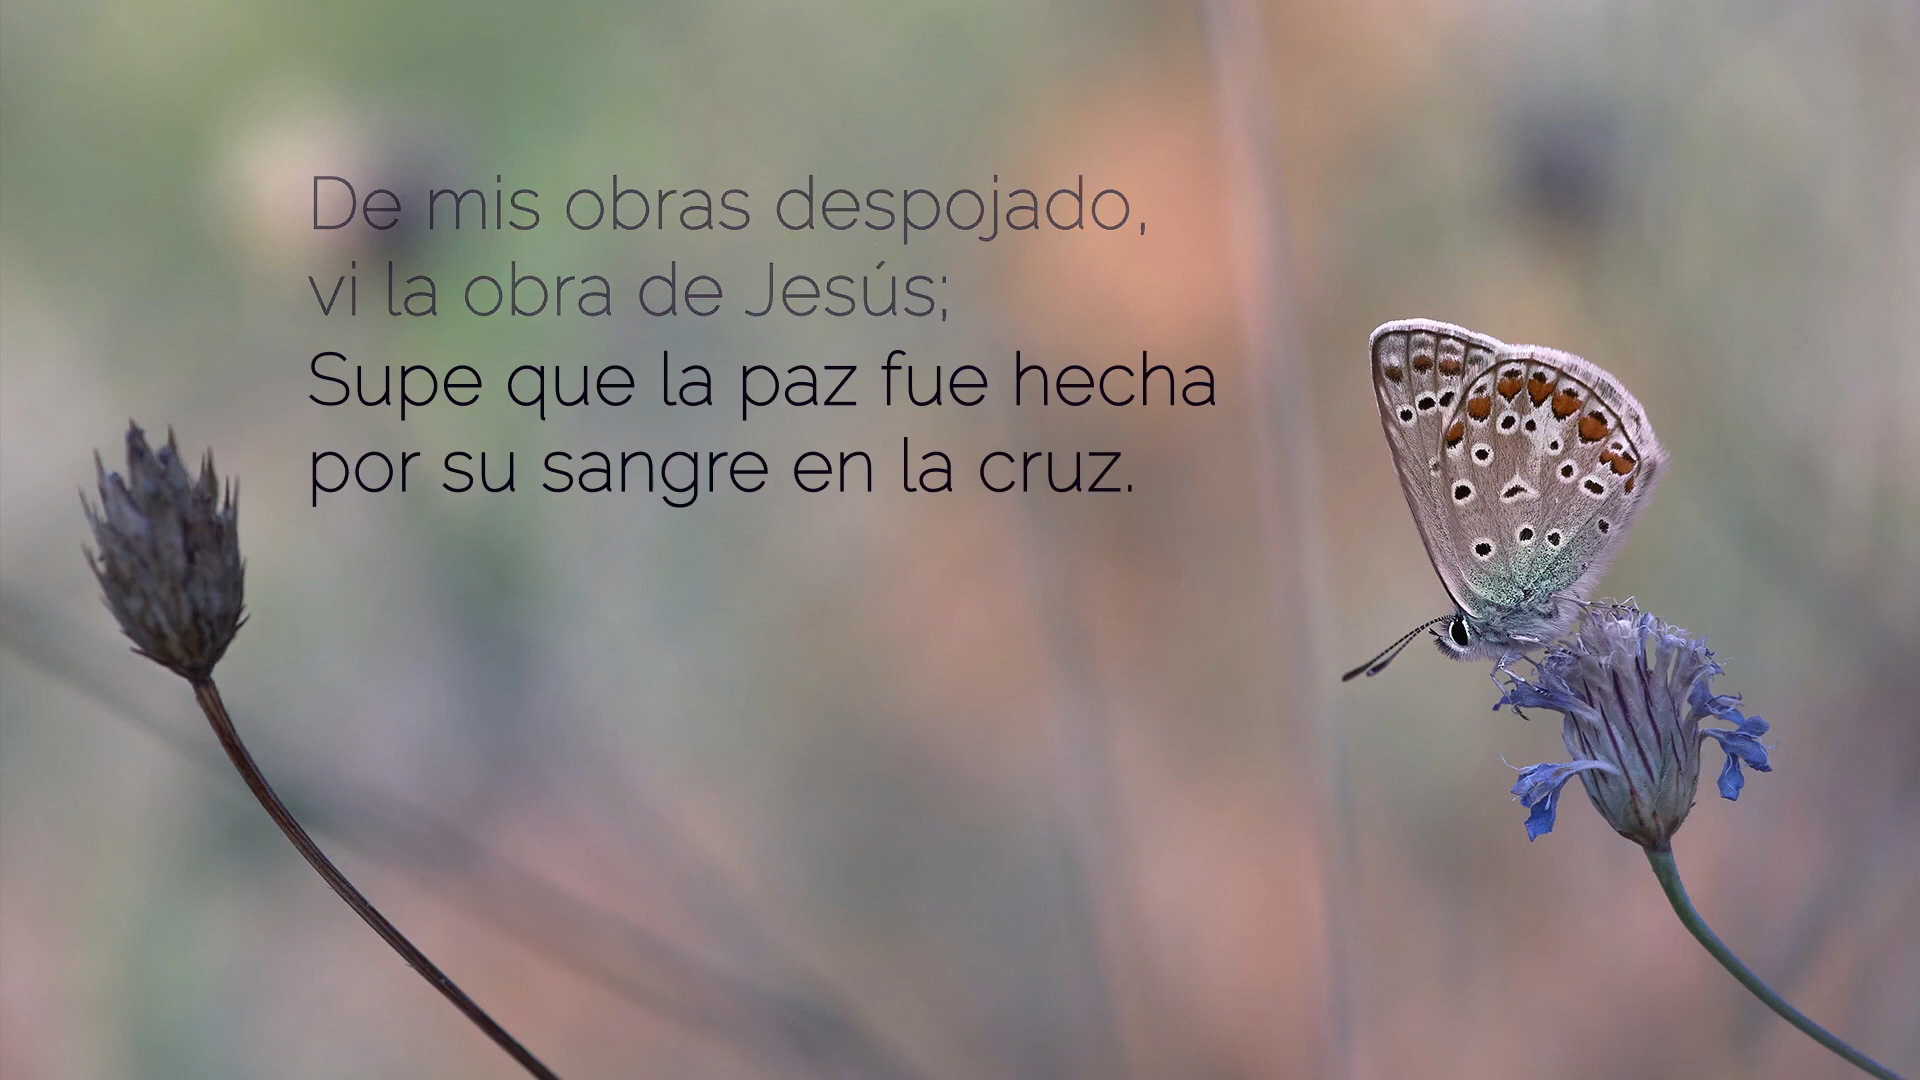 De mis obras despojado,
vi la obra de Jesús;
Supe que la paz fue hecha
por su sangre en la cruz.